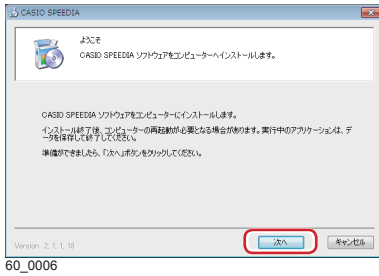 CASIO SPEEDIA
ようこそ
CASIO SPEEDIA ソフトウェアをコンピューターへインストールします。
CASIO SPEEDIA ソフトウェアをコンピューターにインストールします。
インストール終了後、コンピューターの再起動が必要となる場合があります。実行中のアプリケーションは、デ
ータを保存して終了してください。
準備ができましたら、「次へ」ボタンをクリックしてください。
Version 2, 1, 1, 18
次へ
キャンセル
60_0006